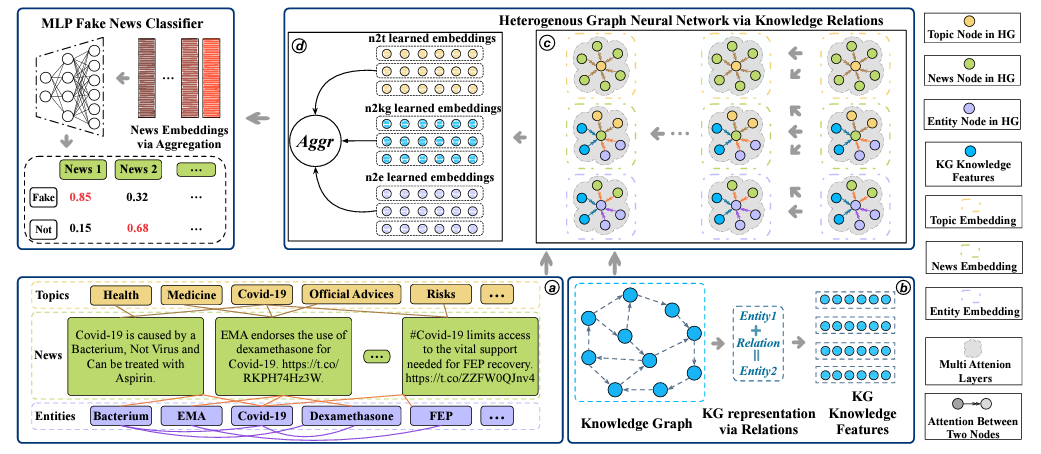 MLP Fake News Classifier
...
News Embeddings
via Aggregation
News 1
News 2
...
Fake
0.85
0.32
...
Not
0.15
0.68
...
Heterogenous Graph Neural Network via Knowledge Relations
d
n2t learned embeddings
n2kg learned embeddings
n2e learned embeddings
Aggr
c
...
a
Topics
Health
Medicine
Covid-19
Official Advices
Risks
...
News
Covid-19 is caused by a
Bacterium, Not Virus and
Can be treated with
Aspirin.
EMA endorses the use of
dexamethasone for
Covid-19. https://t.co/
RKPH74Hz3W.
...
#Covid-19 limits access
to the vital support
needed for FEP recovery.
https://t.co/ZZFW0QJnv4
Entities
Bacterium
EMA
Covid-19
Dexamethasone
FEP
...
b
Knowledge Graph
Entity1
+
Relation
||
Entity2
KG representation
via Relations
KG
Knowledge
Features
Topic Node in HG
News Node in HG
Entity Node in HG
KG Knowledge
Features
Topic Embedding
News Embedding
Entity Embedding
Multi Attenion
Layers
Attention Between
Two Nodes